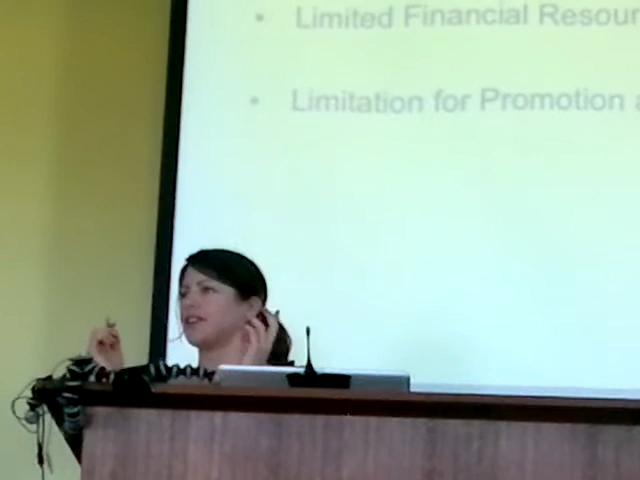 • Limited Financial Resour
• Limitation for Promotion a